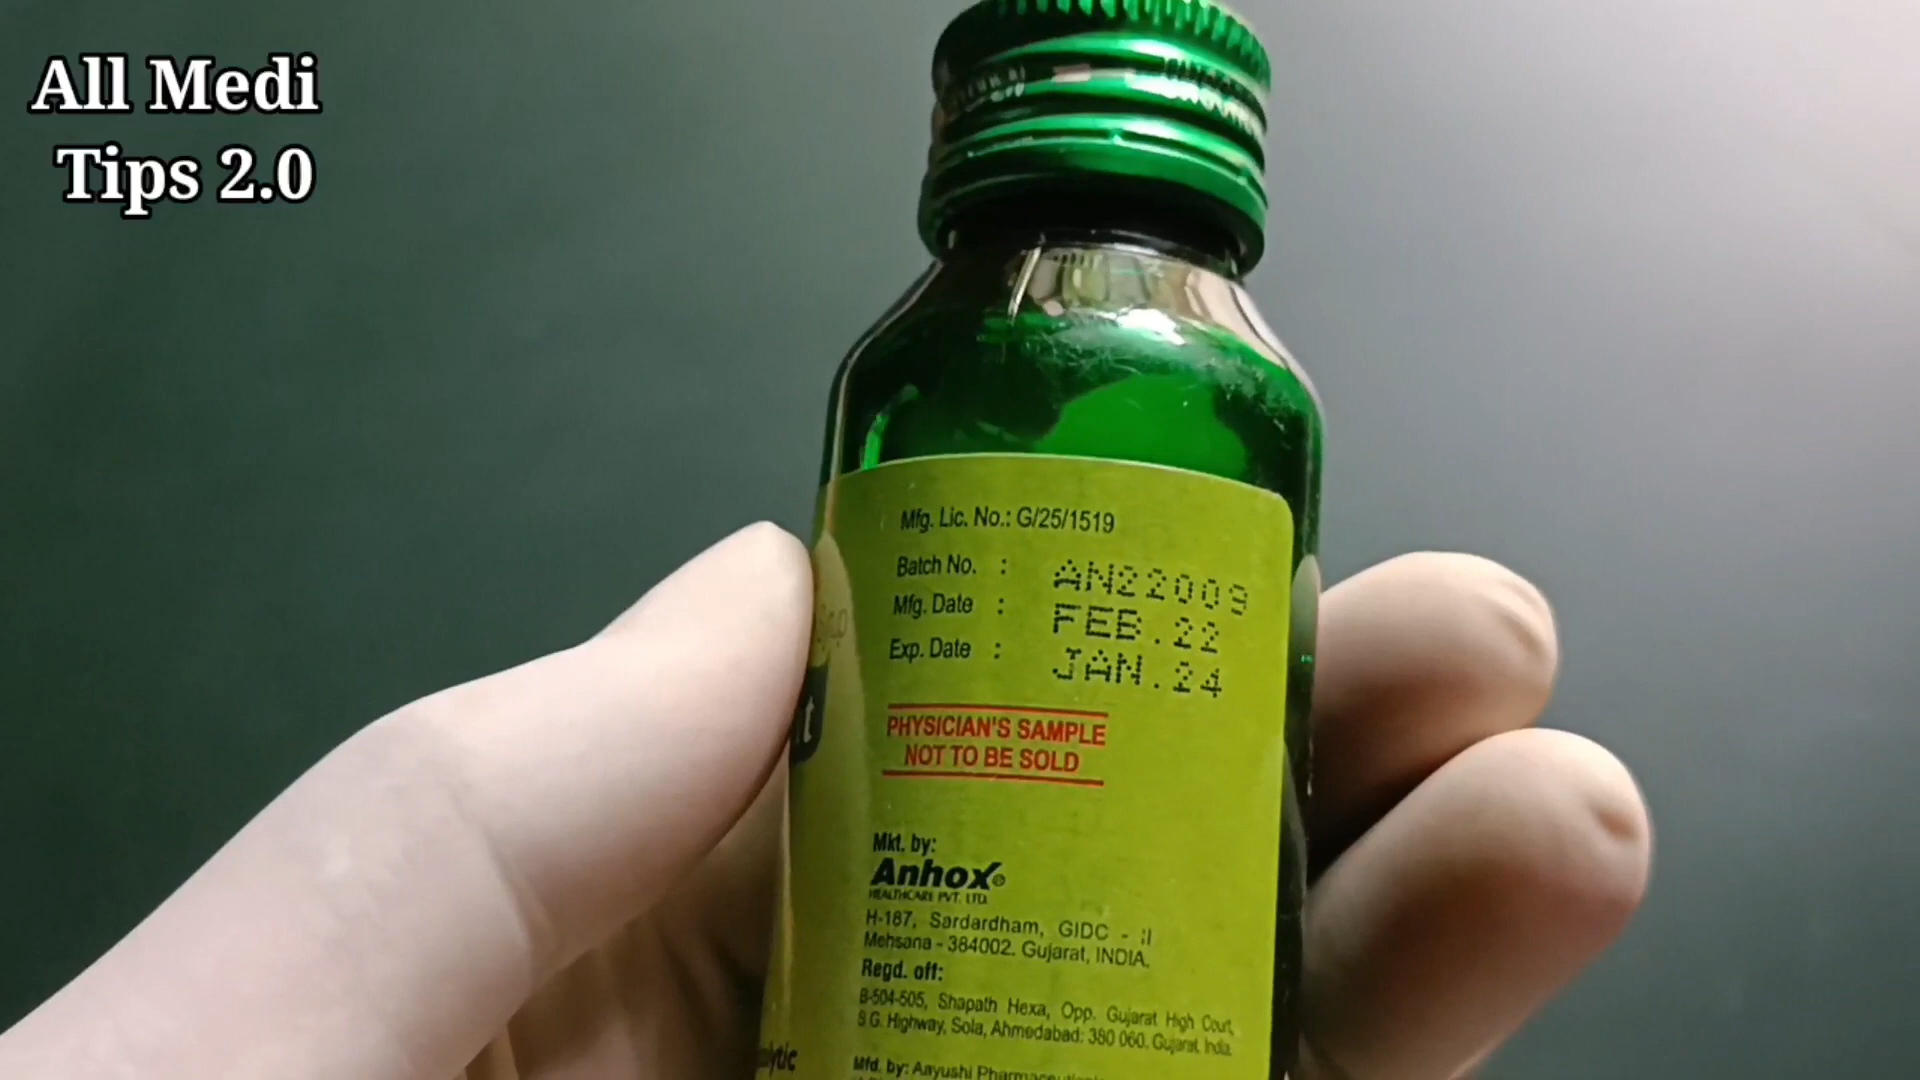 All Medi
Tips 2.0
Mfg. Lic. No.: G/25/1519
Batch No. : AN22009
Mfg. Date : FEB.22
Exp. Date : JAN.24
PHYSICIAN'S SAMPLE
NOT TO BE SOLD
Mkt. by:
Anhox
HEALTHCARE PVT. LTD.
H-187, Sardardham, GIDC - II
Mehsana - 384002. Gujarat, INDIA.
Regd. off:
B-504-505, Shapath Hexa, Opp. Gujarat High Court,
S G. Highway, Sola, Ahmedabad: 380 060. Gujarat, India.
Mfd. by: Aayushi